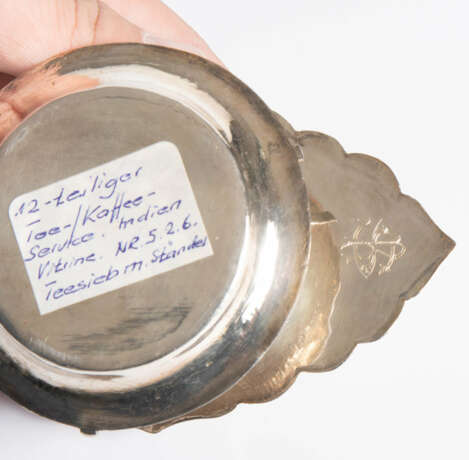 12-teiliger
Tee-/Kaffee-
Service. Indien
Vitrine. NR. 5.2.6.
Teesieb m. Ständer